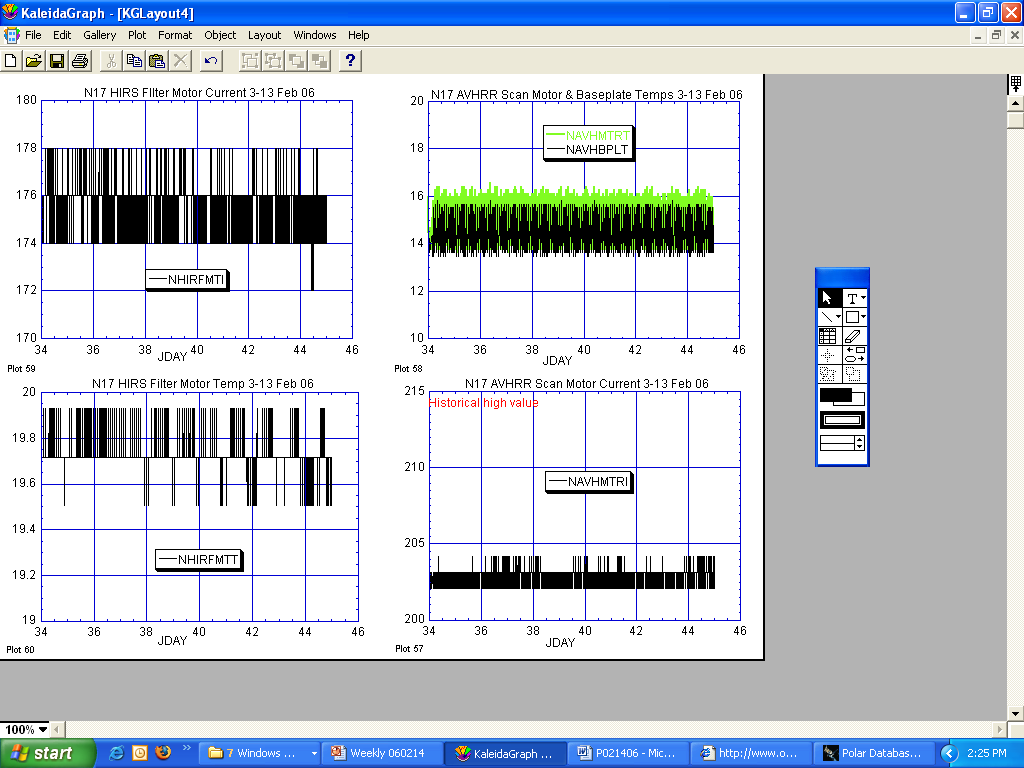 KaleidaGraph - [KGLayout4]
File Edit Gallery Plot Format Object Layout Windows Help
N17 HIRS FIlter Motor Current 3-13 Feb 06
180
178
176
174
172
170
34 36 38 40 42 44 46
NHIRFMTI
JDAY
Plot 59
N17 AVHRR Scan Motor & Baseplate Temps 3-13 Feb 06
20
18
16
14
12
10
34 36 38 40 42 44 46
NAVHMTRT
NAVHBPLT
JDAY
Plot 58
N17 HIRS Filter Motor Temp 3-13 Feb 06
20
19.8
19.6
19.4
19.2
19
34 36 38 40 42 44 46
NHIRFMTT
JDAY
Plot 60
N17 AVHRR Scan Motor Current 3-13 Feb 06
215
210
205
200
34 36 38 40 42 44 46
Historical high value
NAVHMTRI
JDAY
Plot 57
T
100%
start
7 Windows ...
Weekly 060214
KaleidaGraph ...
P021406 - Mic...
http://www.o...
Polar Databas...
2:25 PM